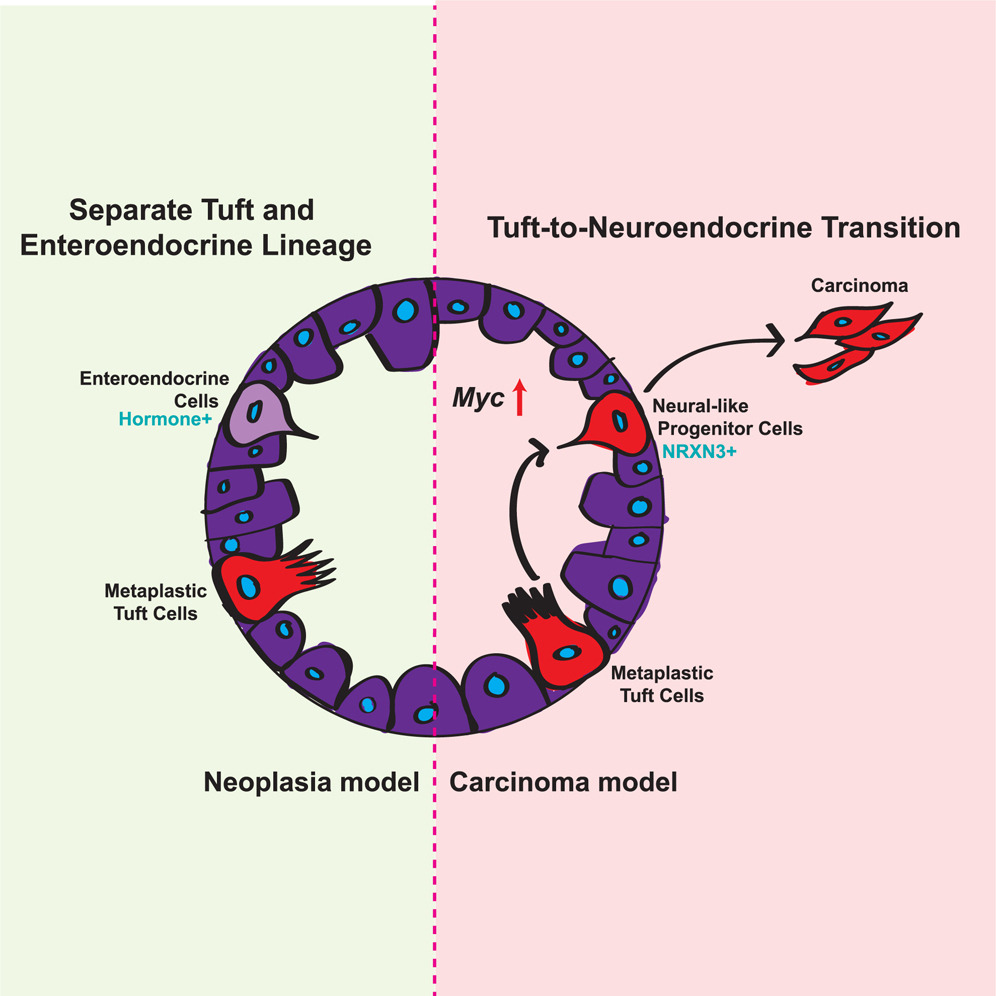 Separate Tuft and
Enteroendocrine Lineage
Enteroendocrine
Cells
Hormone+
Metaplastic
Tuft Cells
Neoplasia model
Tuft-to-Neuroendocrine Transition
Carcinoma
Myc
Neural-like
Progenitor Cells
NRXN3+
Metaplastic
Tuft Cells
Carcinoma model